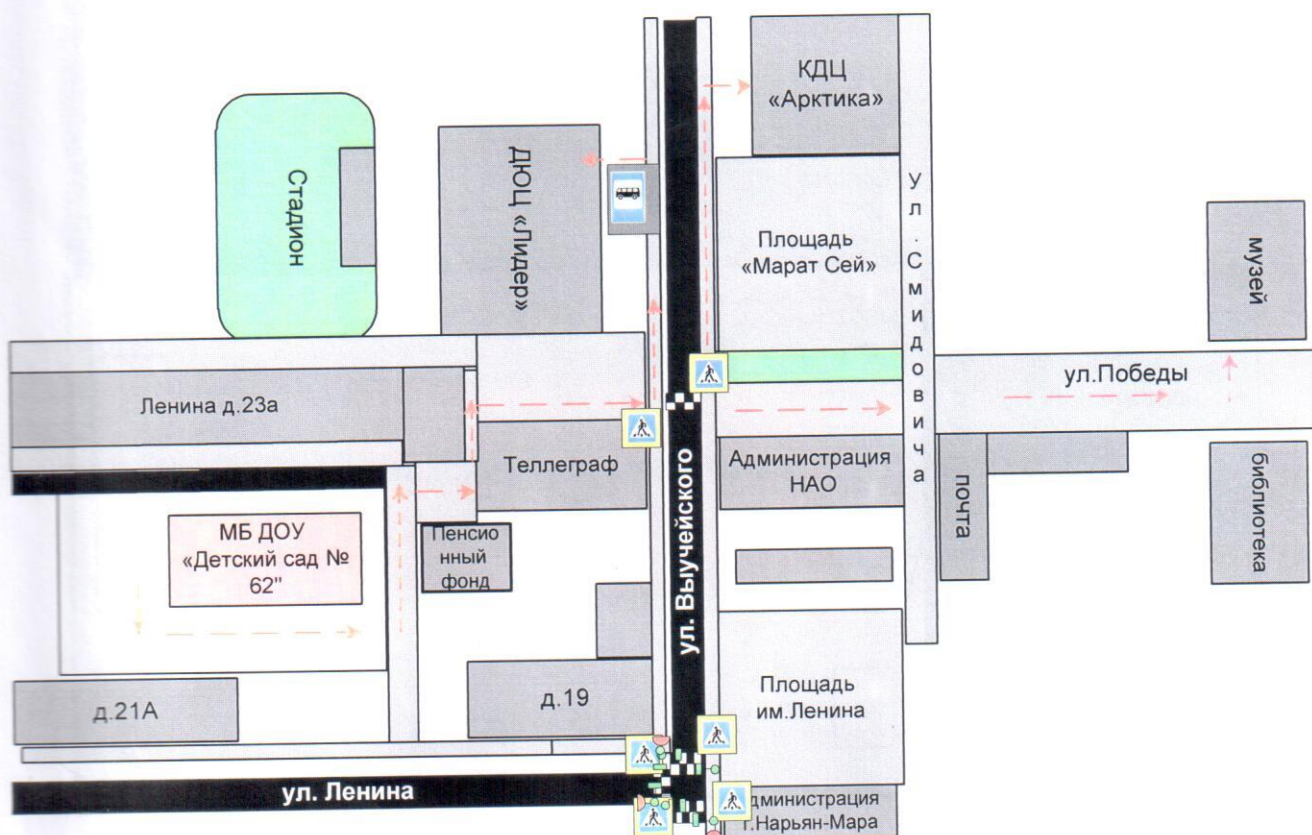 КДЦ
«Арктика»
Стадион
ДЮЦ «Лидер»
Площадь
«Марат Сей»
Ул. Смидовича
музей
ул.Победы
Ленина д.23а
Теллеграф
ул. Выучейского
Администрация
НАО
почта
библиотека
МБ ДОУ
«Детский сад №
62"
Пенсио
нный
фонд
д.21А
д.19
Площадь
им.Ленина
ул. Ленина
дминистрация
г.Нарьян-Мара